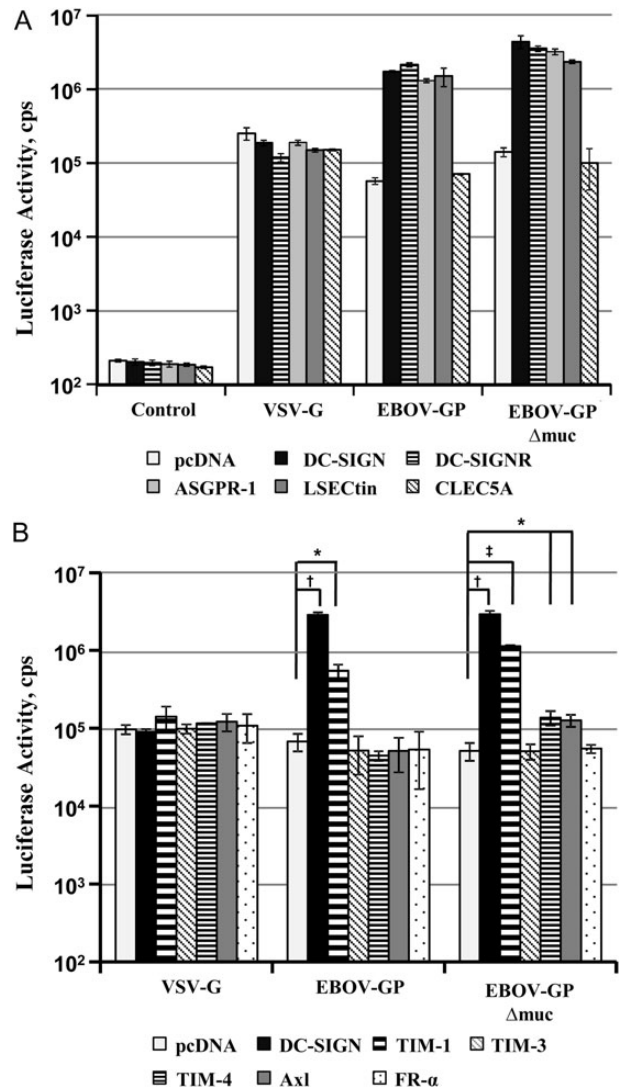 A
Luciferase Activity, cps
10⁷
10⁶
10⁵
10⁴
10³
10²
Control VSV-G EBOV-GP EBOV-GP
Δmuc
pcDNA DC-SIGN DC-SIGNR
ASGPR-1 LSECtin CLEC5A
B
Luciferase Activity, cps
* *
† † ‡
10⁷
10⁶
10⁵
10⁴
10³
10²
VSV-G EBOV-GP EBOV-GP
Δmuc
pcDNA DC-SIGN TIM-1 TIM-3
TIM-4 Axl FR-α